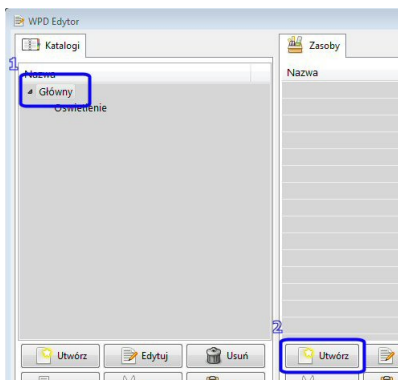 WPD Edytor
Katalogi
Zasoby
1
Nazwa
Nazwa
Główny
Oświetlenie
2
Utwórz
Edytuj
Usuń
Utwórz